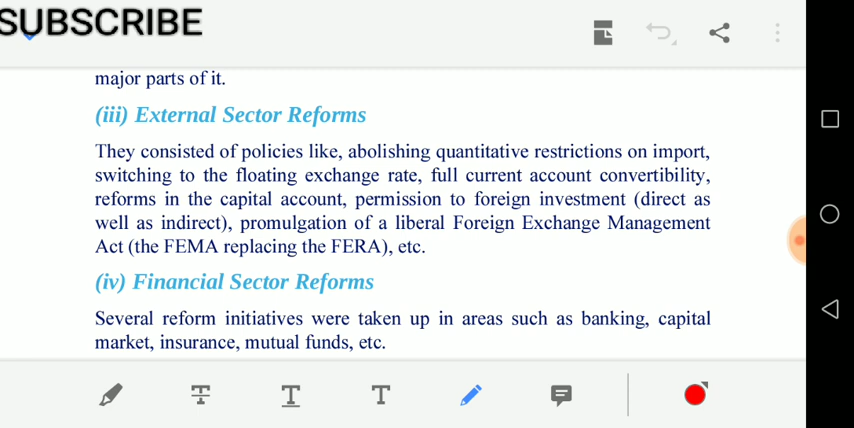 SUBSCRIBE
major parts of it.
(iii) External Sector Reforms
They consisted of policies like, abolishing quantitative restrictions on import,
switching to the floating exchange rate, full current account convertibility,
reforms in the capital account, permission to foreign investment (direct as
well as indirect), promulgation of a liberal Foreign Exchange Management
Act (the FEMA replacing the FERA), etc.
(iv) Financial Sector Reforms
Several reform initiatives were taken up in areas such as banking, capital
market, insurance, mutual funds, etc.